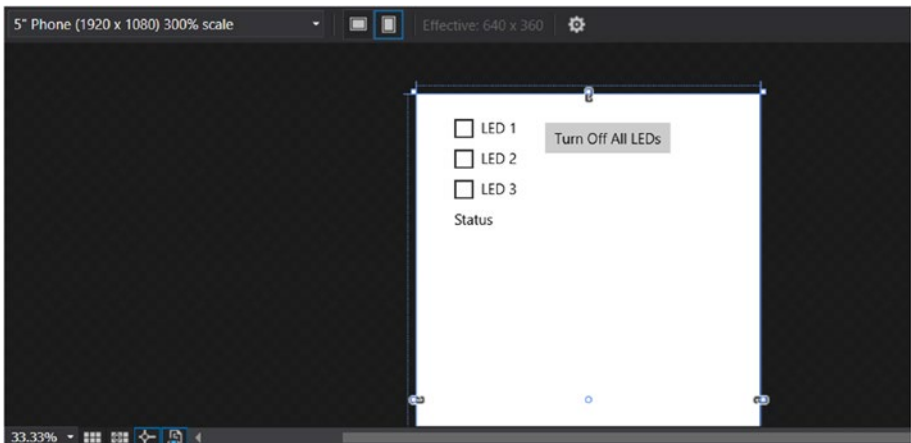 5" Phone (1920 x 1080) 300% scale Effective: 640 x 360
LED 1 Turn Off All LEDs
LED 2
LED 3
Status
33.33%